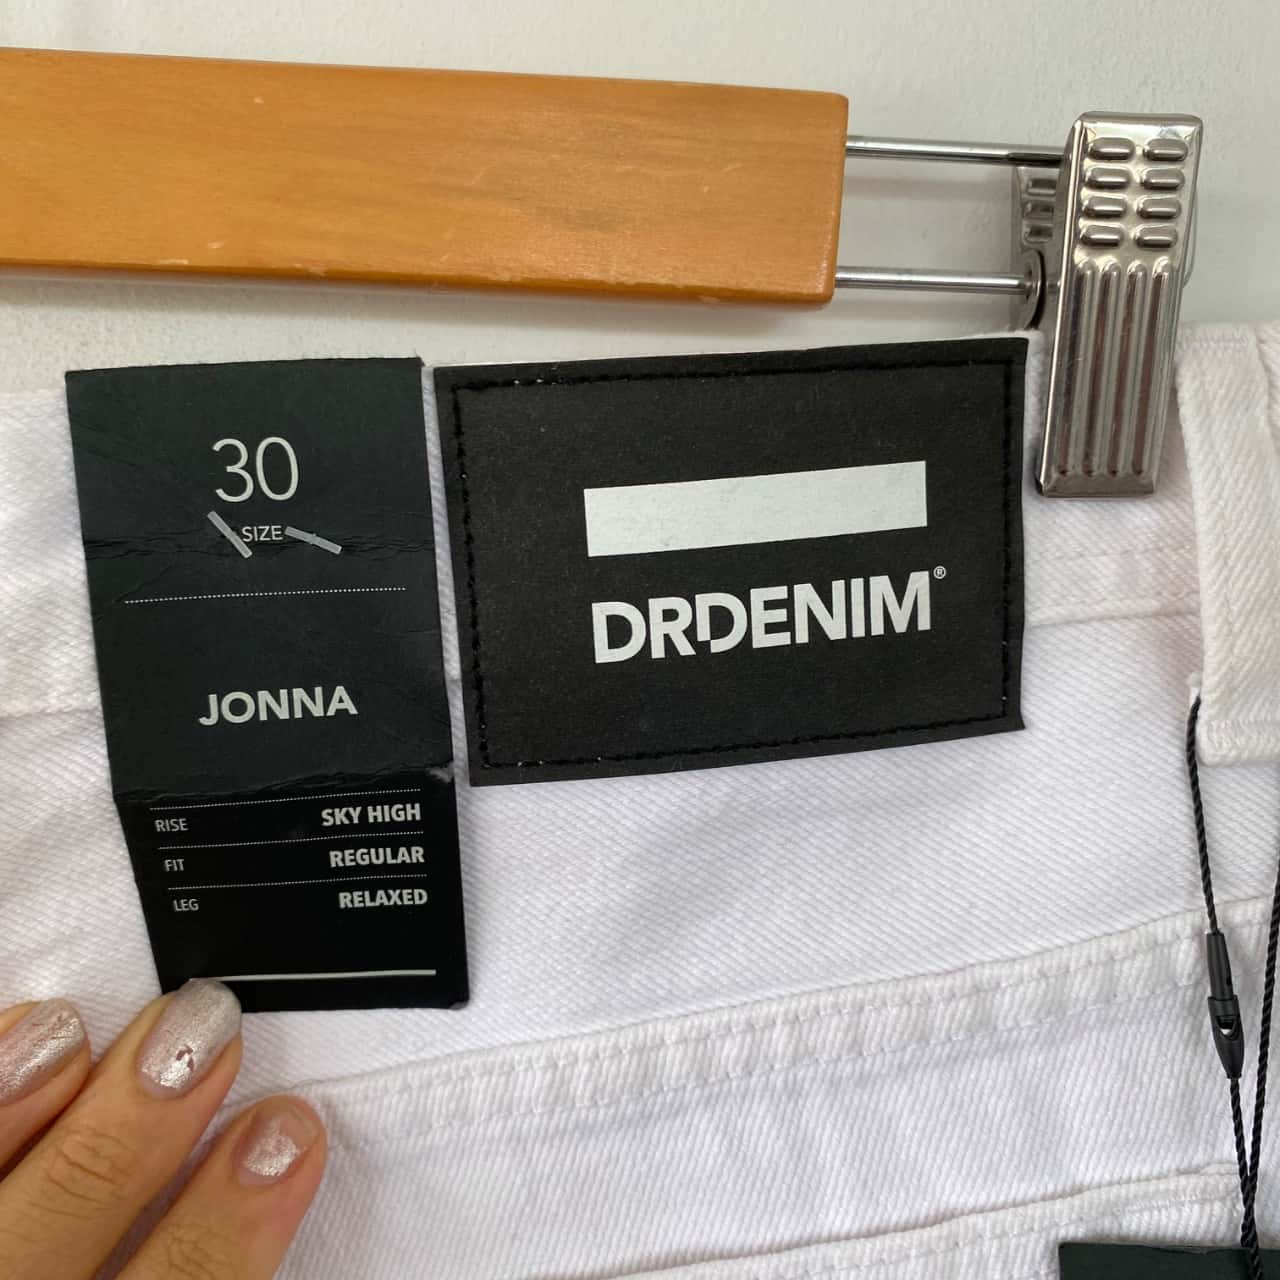 30
SIZE
JONNA
RISE SKY HIGH
FIT REGULAR
LEG RELAXED
DRDENIM®